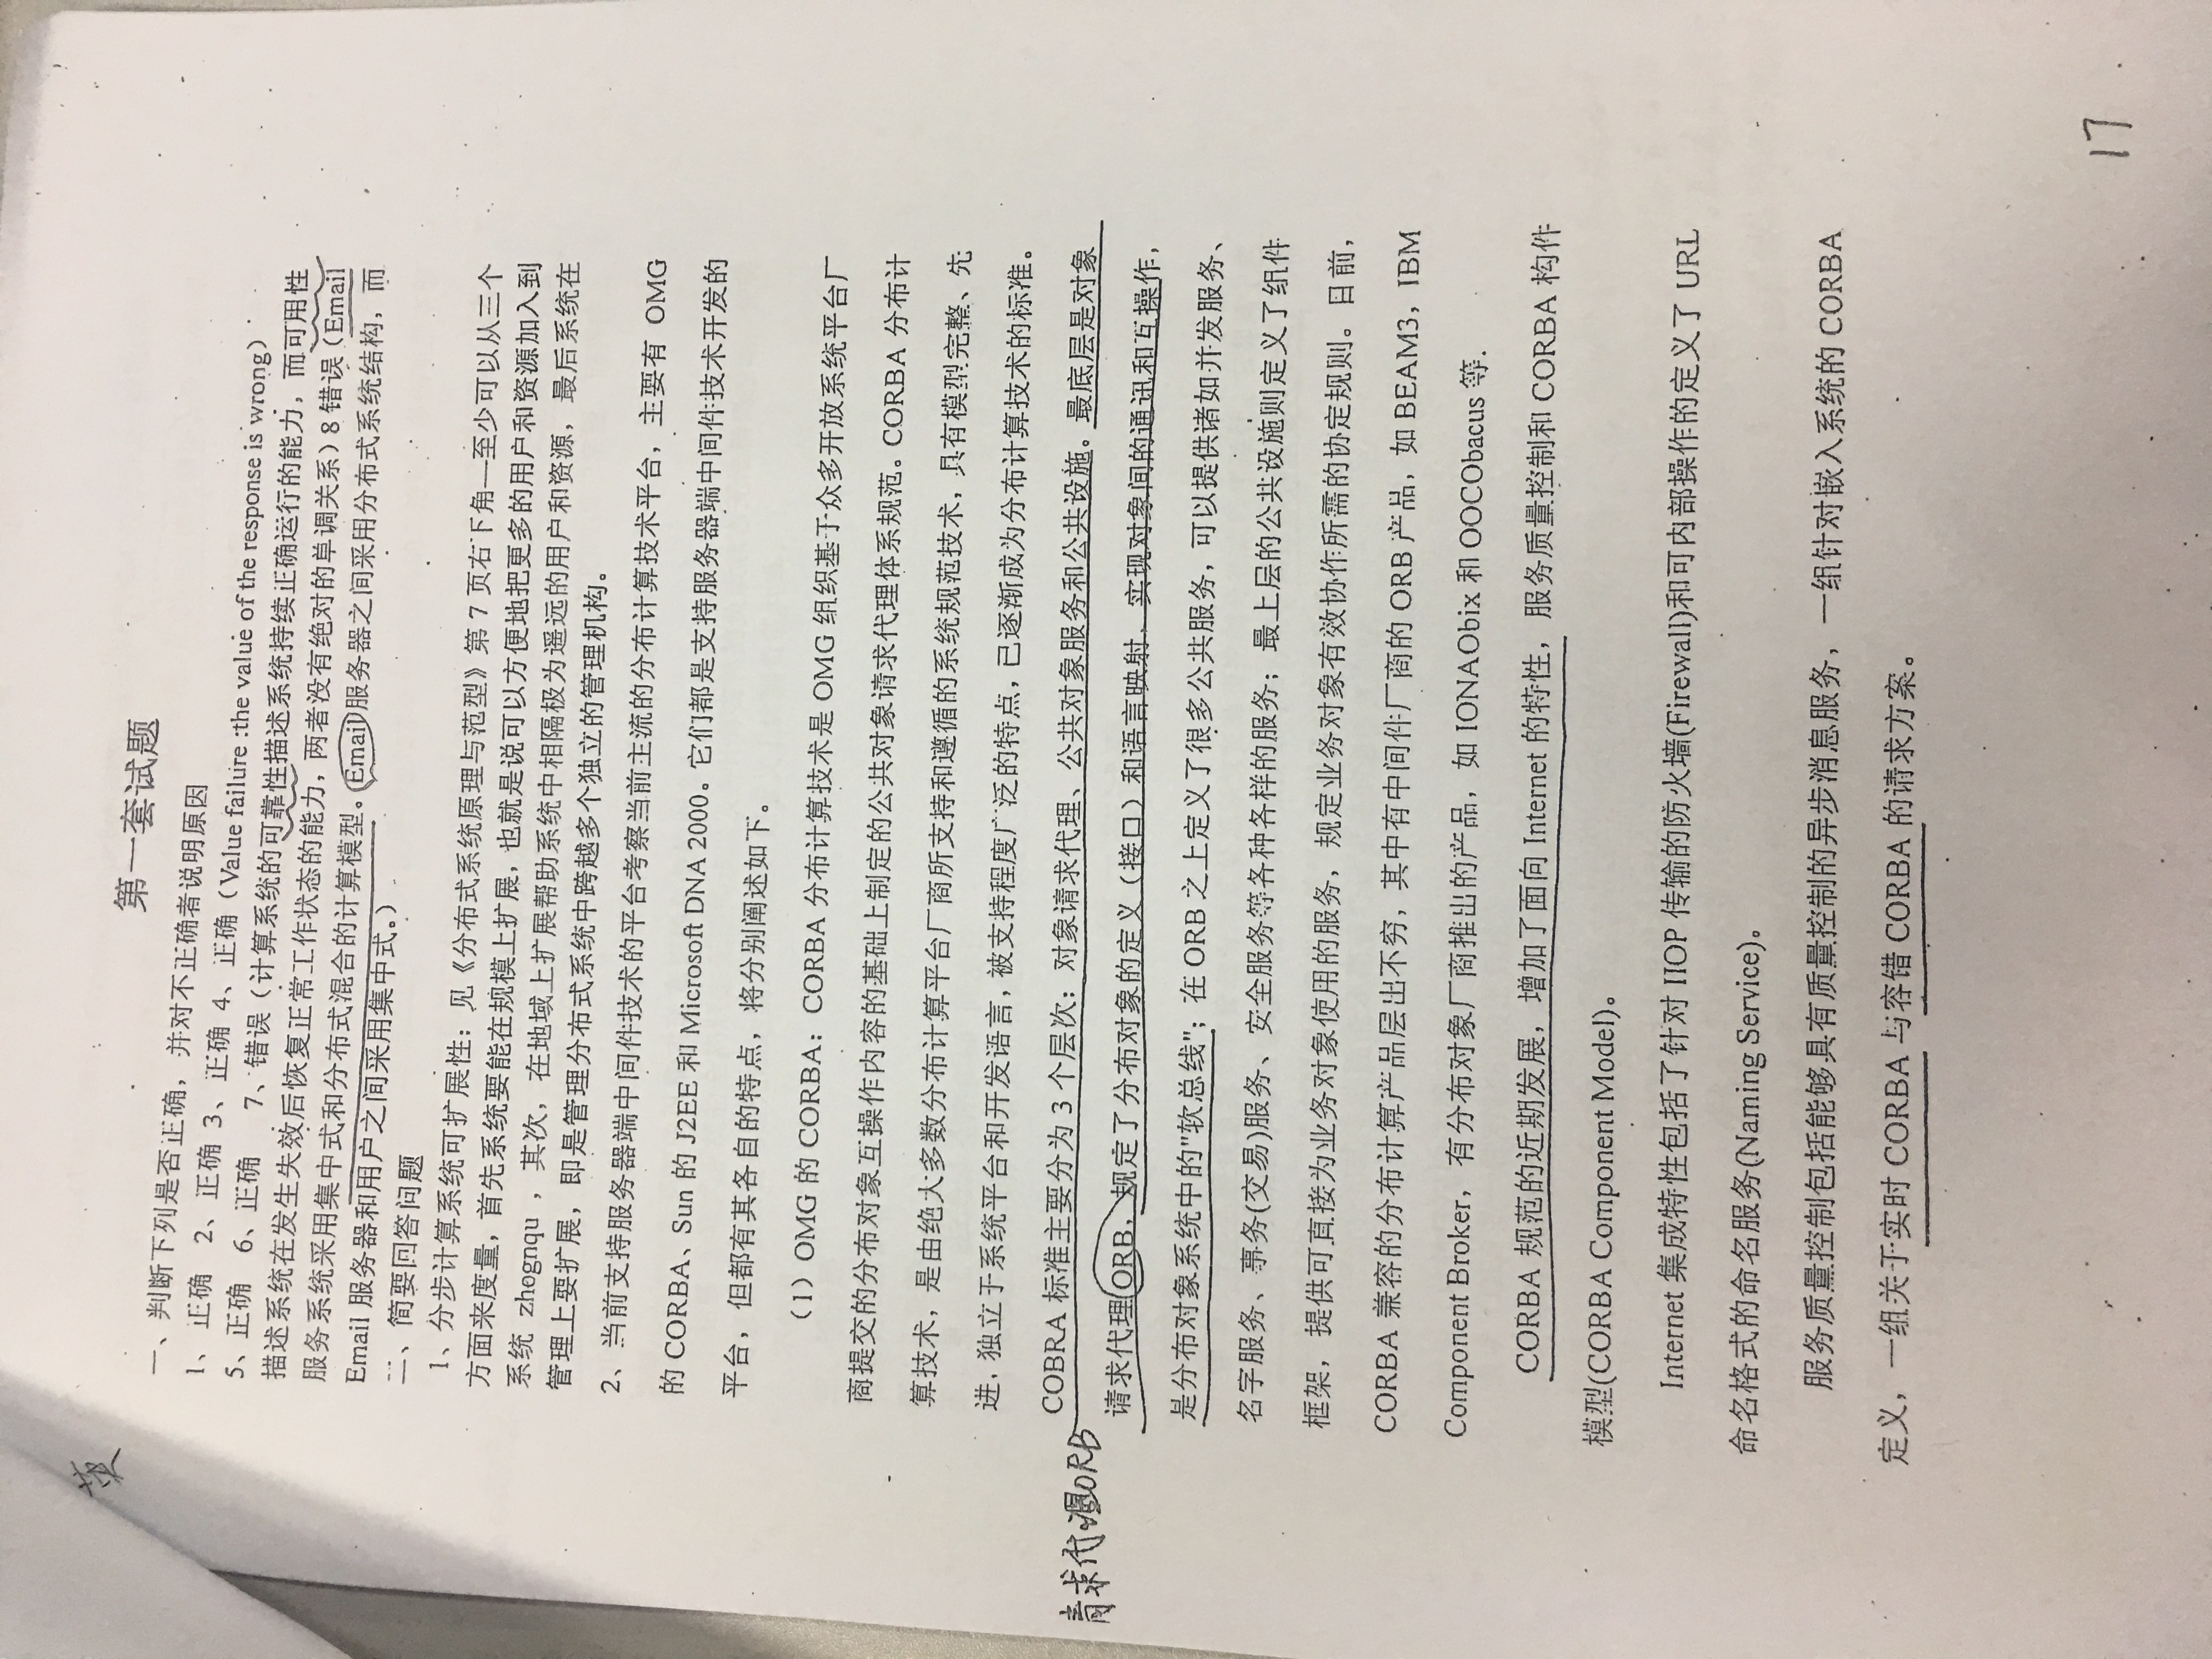 英
第一套试题
一、判断下列是否正确，并对不正确者说明原因
1、 正确 2、正确 3、正确 4、正确（Value failure :the value of the response is wrong）
5、正确 6、正确 7、错误（计算系统的可靠性描述系统持续正确运行的能力，而可用性
描述系统在发生失效后恢复正常工作状态的能力，两者没有绝对的单调关系）8 错误（Email
服务系统采用集中式和分布式混合的计算模型。Email 服务器之间采用分布式系统结构，而
Email 服务器和用户之间采用集中式。）
二、简要回答问题
1、分步计算系统可扩展性：见《分布式系统原理与范型》第 7 页右下角—至少可以从三个
方面来度量，首先系统要能在规模上扩展，也就是说可以方便地把更多的用户和资源加入到
系统 zhognqu ，其次，在地域上扩展帮助系统中相隔极为遥远的用户和资源，最后系统在
管理上要扩展，即是管理分布式系统中跨越多个独立的管理机构。
2、当前支持服务器端中间件技术的平台考察当前主流的分布计算技术平台，主要有 OMG
的 CORBA、Sun 的 J2EE 和 Microsoft DNA 2000。它们都是支持服务器端中间件技术开发的
平台，但都有其各自的特点，将分别阐述如下。
（1）OMG 的 CORBA：CORBA 分布计算技术是 OMG 组织基于众多开放系统平台厂
商提交的分布对象互操作内容的基础上制定的公共对象请求代理体系规范。CORBA 分布计
算技术，是由绝大多数分布计算平台厂商所支持和遵循的系统规范技术，具有模型完整、先
进，独立于系统平台和开发语言，被支持程度广泛的特点，已逐渐成为分布计算技术的标准。
COBRA 标准主要分为 3 个层次：对象请求代理、公共对象服务和公共设施。最底层是对象
请求代理 ORB，规定了分布对象的定义（接口）和语言映射，实现对象间的通讯和互操作，
求代理ORB
是分布对象系统中的"软总线"；在 ORB 之上定义了很多公共服务，可以提供诸如并发服务、
名字服务、事务(交易)服务、安全服务等各种各样的服务；最上层的公共设施则定义了组件
框架，提供可直接为业务对象使用的服务，规定业务对象有效协作所需的协定规则。目前，
CORBA 兼容的分布计算产品层出不穷，其中有中间件厂商的 ORB 产品，如 BEAM3，IBM
Component Broker，有分布对象厂商推出的产品，如 IONAObix 和 OOCObacus 等.
CORBA 规范的近期发展，增加了面向 Internet 的特性，服务质量控制和 CORBA 构件
模型(CORBA Component Model)。
Internet 集成特性包括了针对 IIOP 传输的防火墙(Firewall)和可内部操作的定义了 URL
命名格式的命名服务(Naming Service)。
服务质量控制包括能够具有质量控制的异步消息服务，一组针对嵌入系统的 CORBA
定义，一组关于实时 CORBA 与容错 CORBA 的请求方案。
17